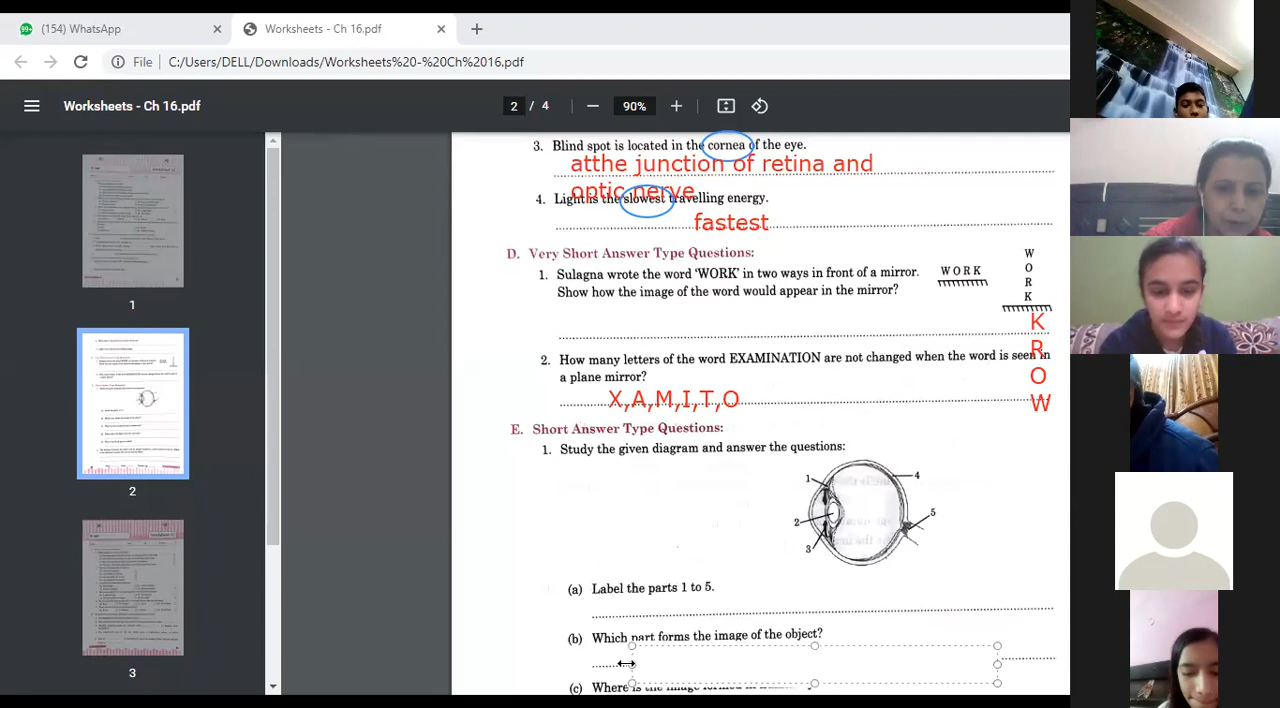 99+ (154) WhatsApp
Worksheets - Ch 16.pdf
File C:/Users/DELL/Downloads/Worksheets%20-%20Ch%2016.pdf
Worksheets - Ch 16.pdf
2 / 4
90%
3. Blind spot is located in the cornea of the eye.
atthe junction of retina and
optic nerve
4. Light is the slowest travelling energy.
fastest
D. Very Short Answer Type Questions:
1. Sulagna wrote the word 'WORK' in two ways in front of a mirror.
Show how the image of the word would appear in the mirror?
WORK
W
O
R
K
K
R
O
W
2. How many letters of the word EXAMINATION are not changed when the word is seen in
a plane mirror?
X,A,M,I,T,O
E. Short Answer Type Questions:
1. Study the given diagram and answer the questions:
1
2
3
4
5
(a) Label the parts 1 to 5.
(b) Which part forms the image of the object?
(c) Where is the image formed
1
2
3